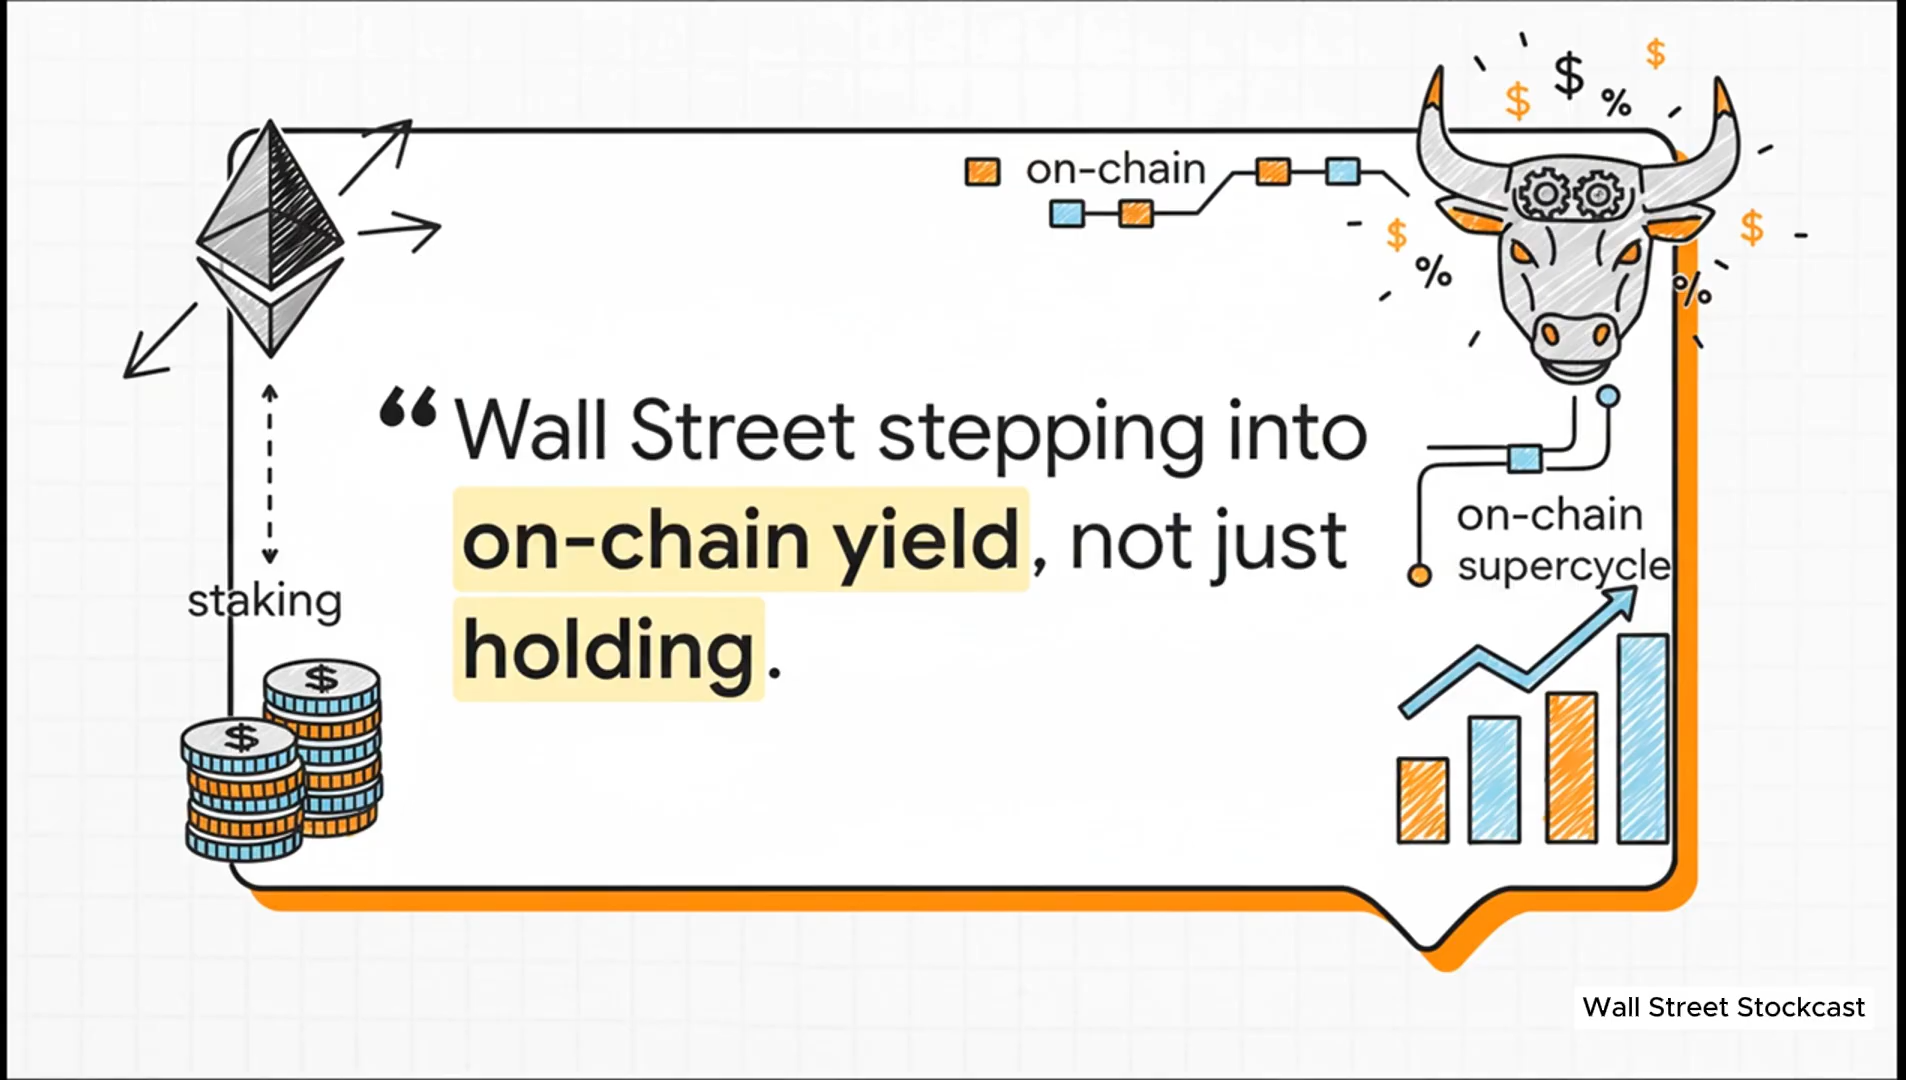 on-chain
“Wall Street stepping into
on-chain yield, not just
holding.
staking
on-chain
supercycle
$
$
$
%
$
%
$
%
$
$
Wall Street Stockcast